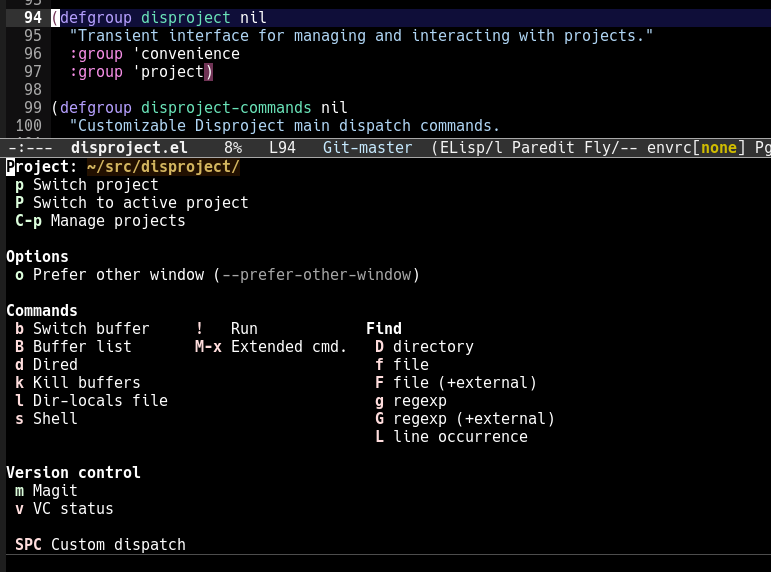 94 (defgroup disproject nil
95 "Transient interface for managing and interacting with projects."
96 :group 'convenience
97 :group 'project)
98
99 (defgroup disproject-commands nil
100 "Customizable Disproject main dispatch commands.
-:--- disproject.el 8% L94 Git-master (ELisp/l Paredit Fly/-- envrc[none] Pg
Project: ~/src/disproject/
p Switch project
P Switch to active project
C-p Manage projects
Options
o Prefer other window (--prefer-other-window)
Commands
b Switch buffer ! Run Find
B Buffer list M-x Extended cmd. D directory
d Dired f file
k Kill buffers F file (+external)
l Dir-locals file g regexp
s Shell G regexp (+external)
L line occurrence
Version control
m Magit
v VC status
SPC Custom dispatch